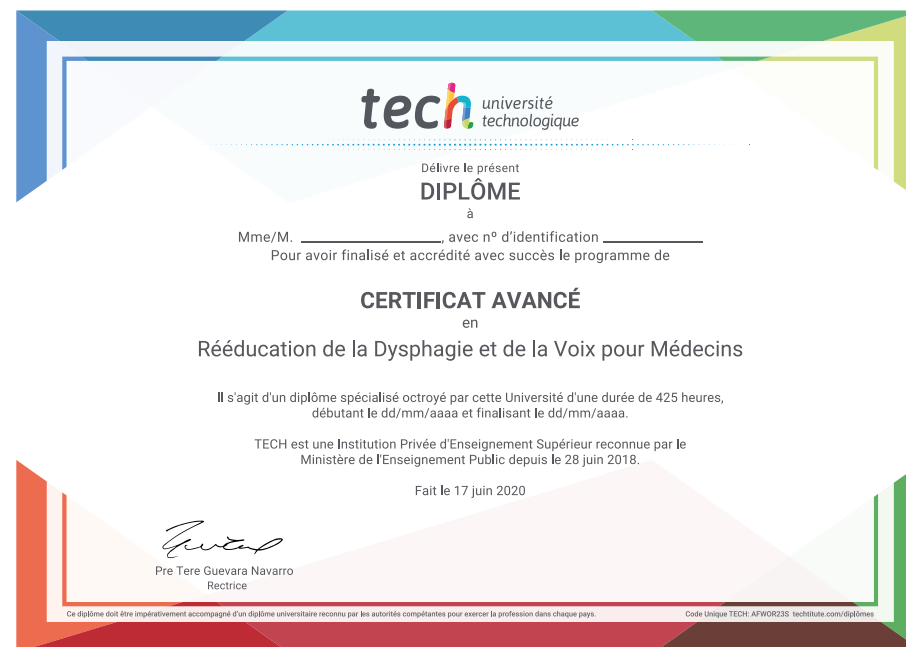 tech université
technologique
Délivre le présent
DIPLÔME
à
Mme/M. ____________________, avec nº d'identification ______________
Pour avoir finalisé et accrédité avec succès le programme de
CERTIFICAT AVANCÉ
en
Rééducation de la Dysphagie et de la Voix pour Médecins
Il s'agit d'un diplôme spécialisé octroyé par cette Université d'une durée de 425 heures,
débutant le dd/mm/aaaa et finalisant le dd/mm/aaaa.
TECH est une Institution Privée d'Enseignement Supérieur reconnue par le
Ministère de l'Enseignement Public depuis le 28 juin 2018.
Fait le 17 juin 2020
Pre Tere Guevara Navarro
Rectrice
Ce diplôme doit être impérativement accompagné d'un diplôme universitaire reconnu par les autorités compétantes pour exercer la profession dans chaque pays.
Code Unique TECH: AFWOR23S techtitute.com/diplômes